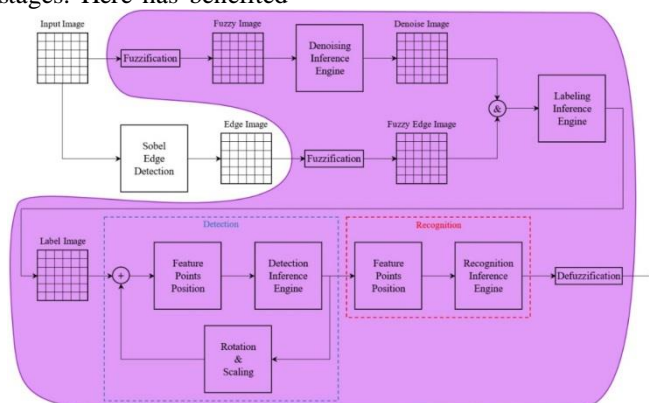 stages. Here has benefited
Input Image
Fuzzification
Fuzzy Image
Denoising
Inference
Engine
Denoise Image
Sobel
Edge
Detection
Edge Image
Fuzzification
Fuzzy Edge Image
&
Labeling
Inference
Engine
Label Image
Detection
+
Feature
Points
Position
Detection
Inference
Engine
Rotation
&
Scaling
Recognition
Feature
Points
Position
Recognition
Inference
Engine
Defuzzification